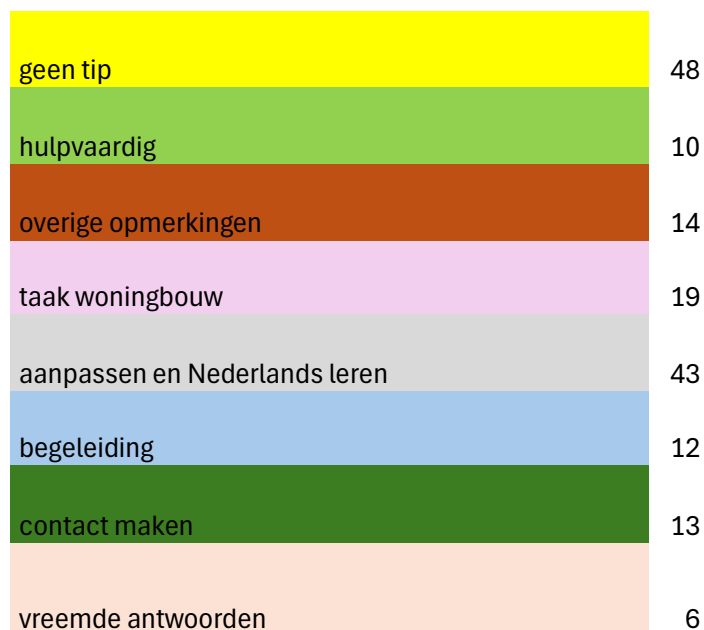 geen tip 48
hulpvaardig 10
overige opmerkingen 14
taak woningbouw 19
aanpassen en Nederlands leren 43
begeleiding 12
contact maken 13
vreemde antwoorden 6